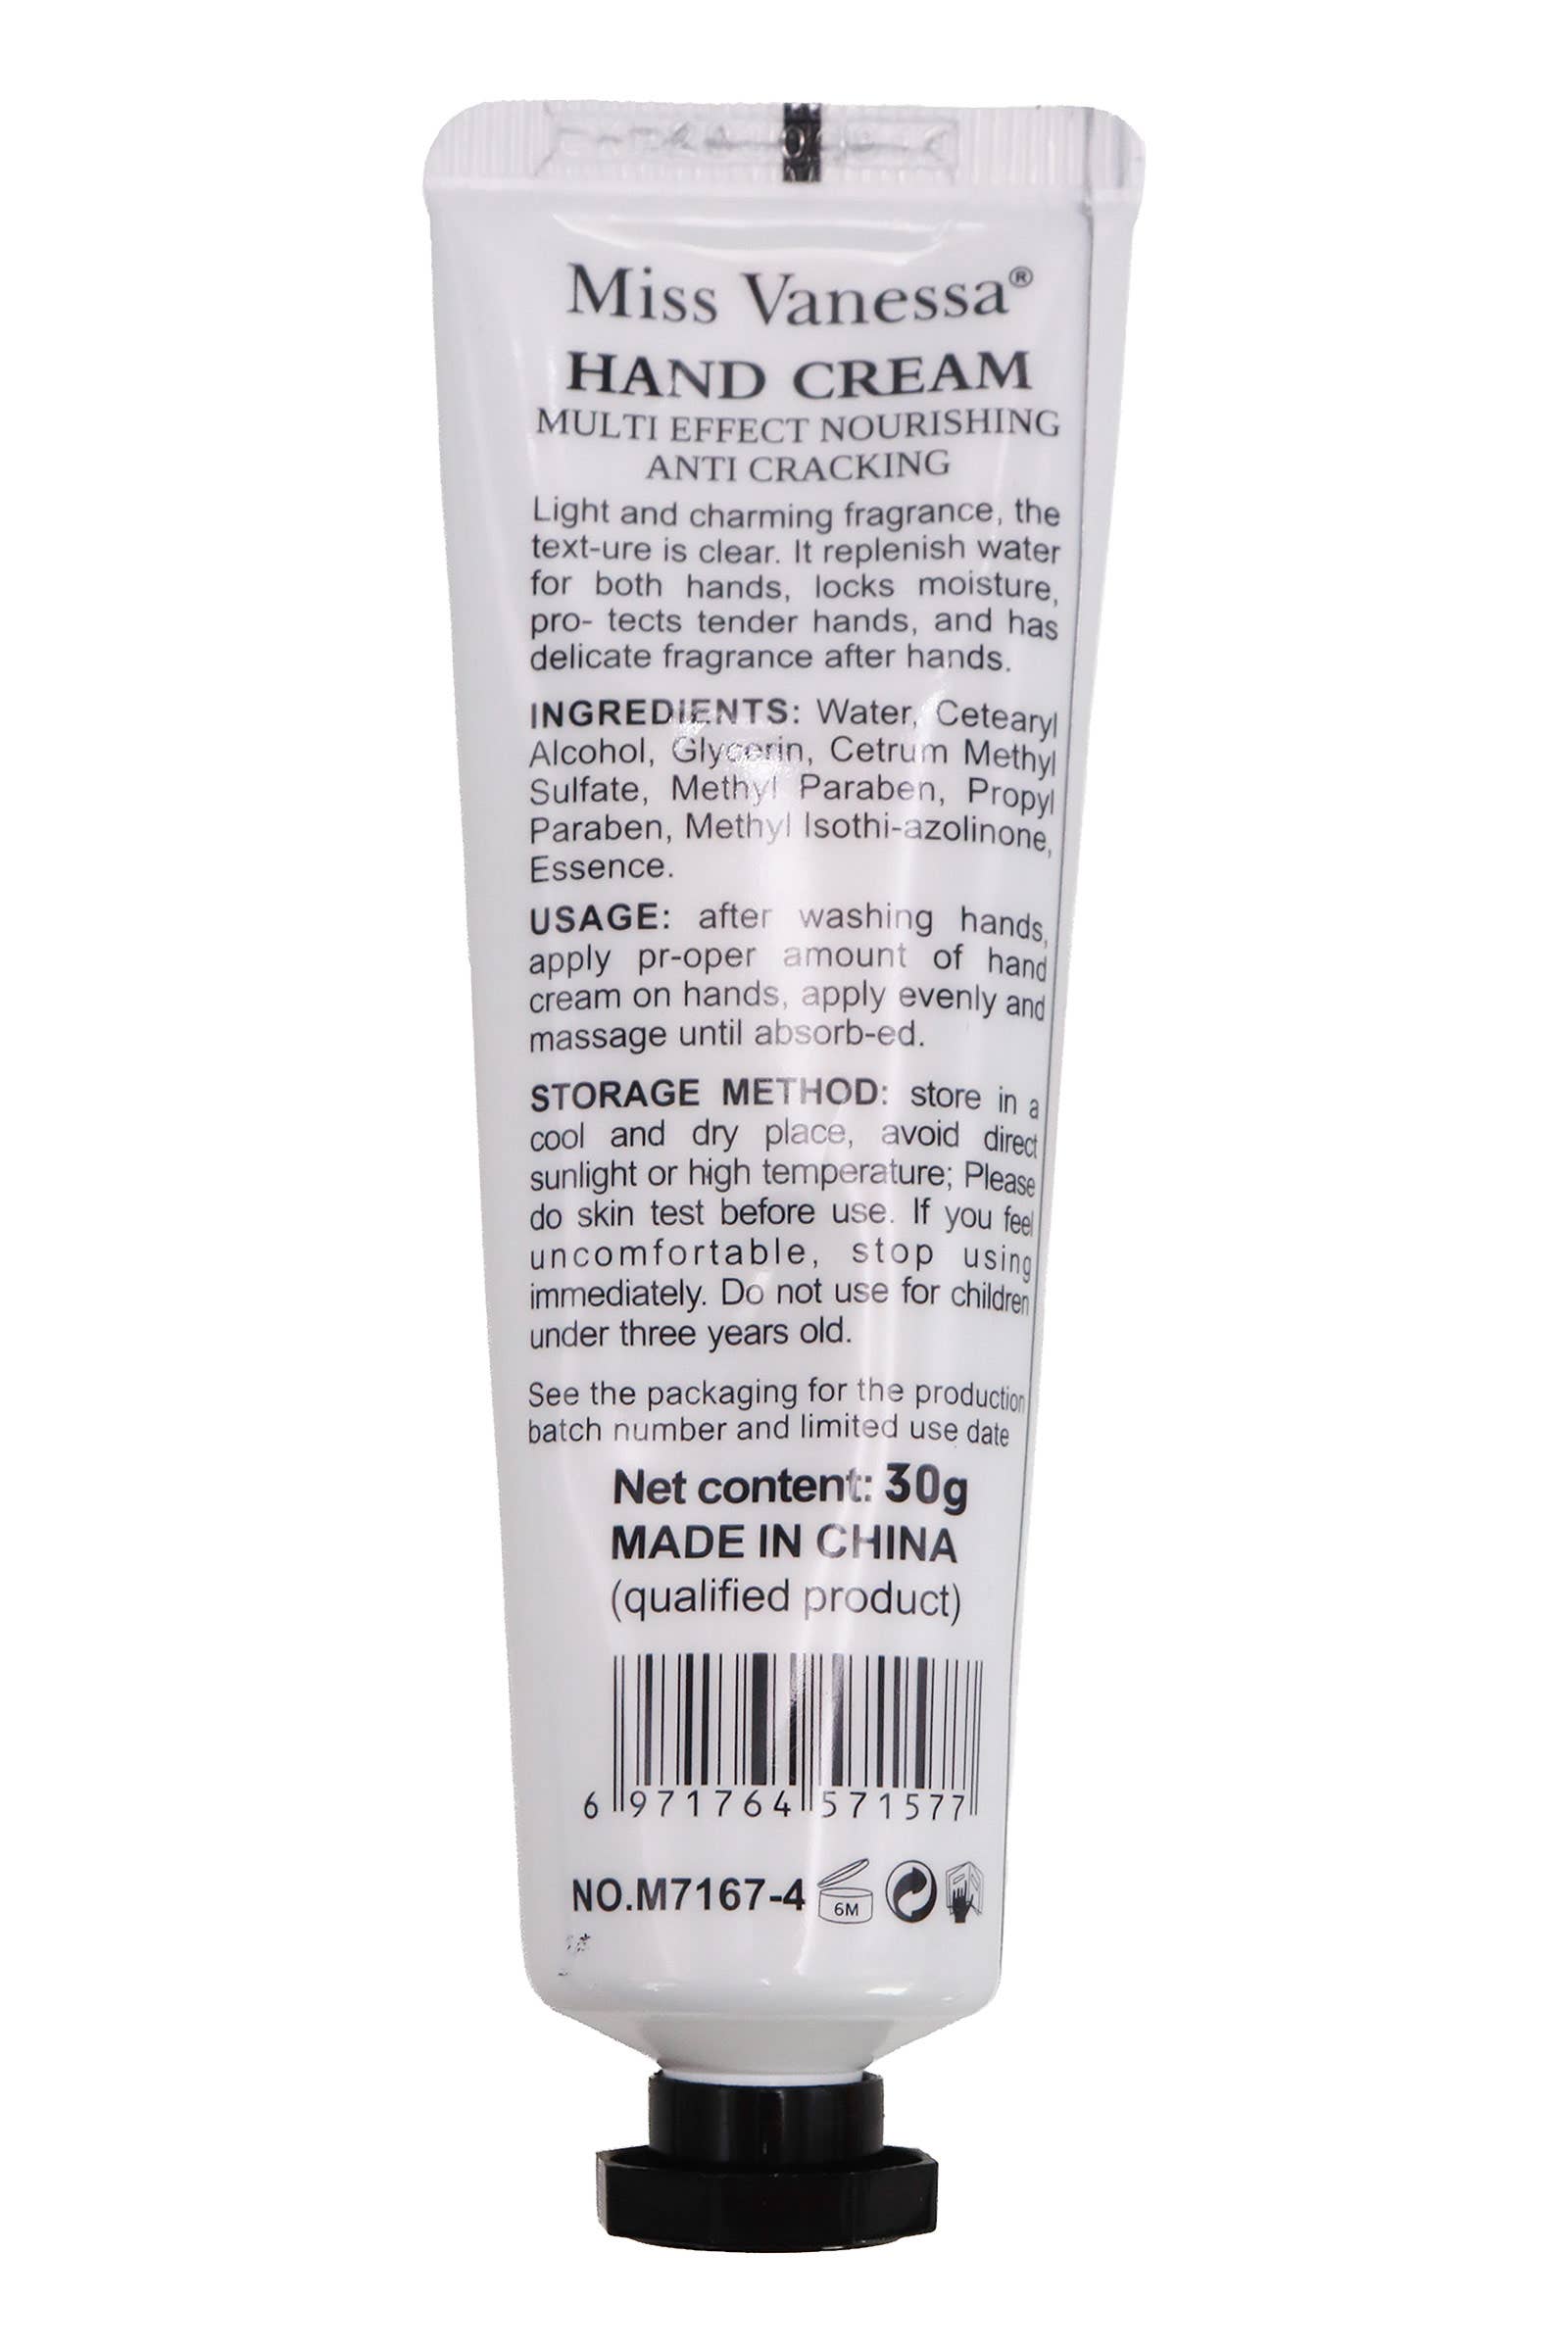 Miss Vanessa®
HAND CREAM
MULTI EFFECT NOURISHING
ANTI CRACKING
Light and charming fragrance, the
text-ure is clear. It replenish water
for both hands, locks moisture,
pro- tects tender hands, and has
delicate fragrance after hands.
INGREDIENTS: Water, Cetearyl
Alcohol, Glycerin, Cetrum Methyl
Sulfate, Methyl Paraben, Propyl
Paraben, Methyl Isothi-azolinone,
Essence.
USAGE: after washing hands,
apply pr-oper amount of hand
cream on hands, apply evenly and
massage until absorb-ed.
STORAGE METHOD: store in a
cool and dry place, avoid direct
sunlight or high temperature; Please
do skin test before use. If you feel
uncomfortable, stop using
immediately. Do not use for children
under three years old.
See the packaging for the production
batch number and limited use date
Net content: 30g
MADE IN CHINA
(qualified product)
6 971764 571577
NO.M7167-4 6M